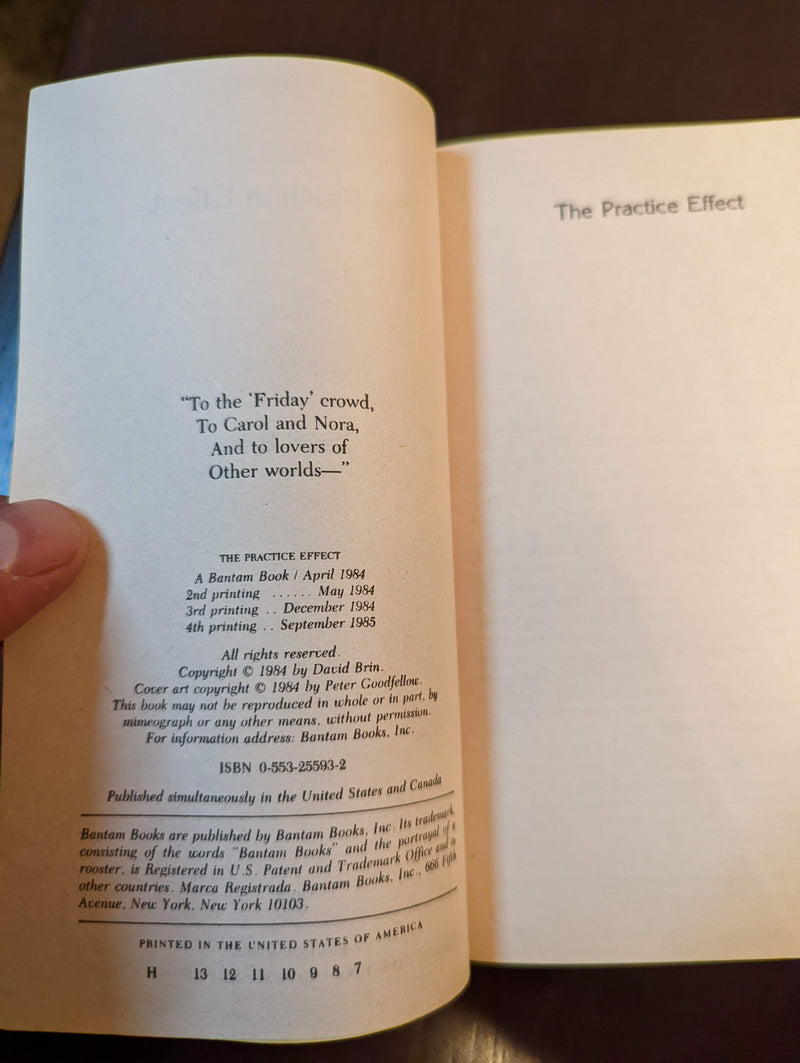 “To the ‘Friday’ crowd,
To Carol and Nora,
And to lovers of
Other worlds—”
THE PRACTICE EFFECT
A Bantam Book / April 1984
2nd printing ...... May 1984
3rd printing .. December 1984
4th printing .. September 1985
All rights reserved.
Copyright © 1984 by David Brin.
Cover art copyright © 1984 by Peter Goodfellow.
This book may not be reproduced in whole or in part, by
mimeograph or any other means, without permission.
For information address: Bantam Books, Inc.
ISBN 0-553-25593-2
Published simultaneously in the United States and Canada
Bantam Books are published by Bantam Books, Inc. Its trademark,
consisting of the words "Bantam Books" and the portrayal of a
rooster, is Registered in U.S. Patent and Trademark Office and in
other countries. Marca Registrada. Bantam Books, Inc., 666 Fifth
Avenue, New York, New York 10103.
PRINTED IN THE UNITED STATES OF AMERICA
H 13 12 11 10 9 8 7
The Practice Effect